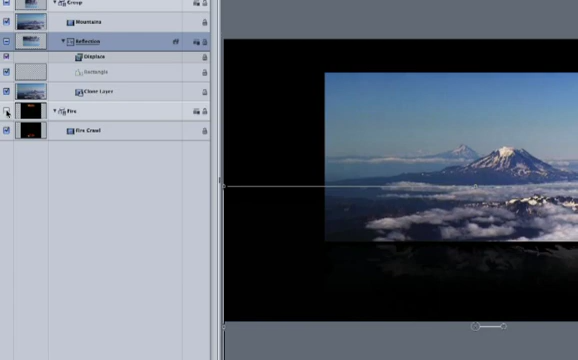 Group
Mountains
Reflection
Displace
Rectangle
Clone Layer
Fire
Fire Crawl